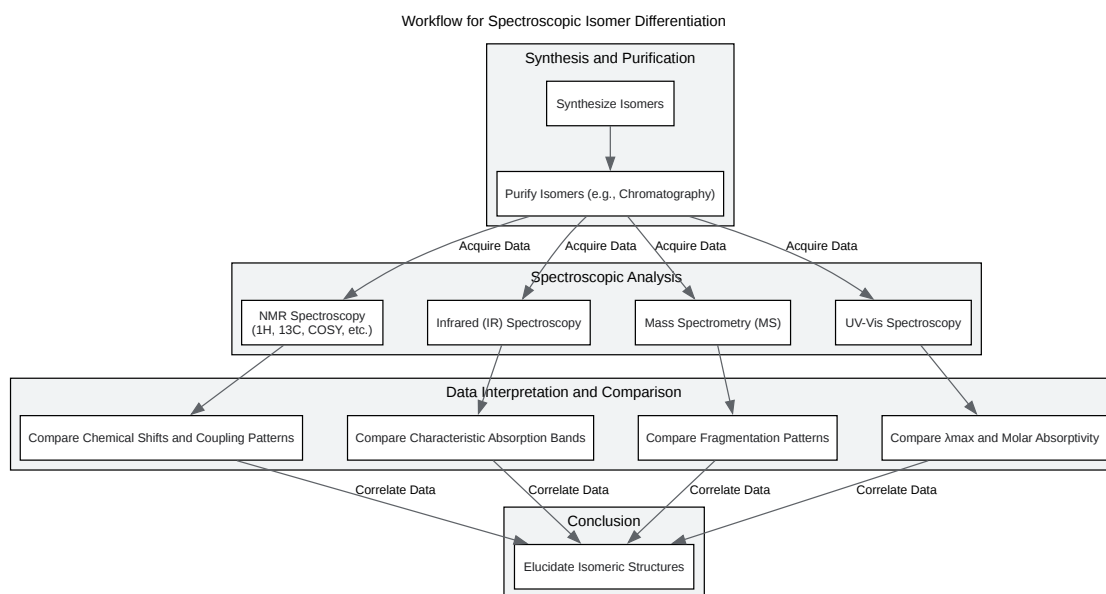 Workflow for Spectroscopic Isomer Differentiation
Synthesis and Purification
Synthesize Isomers
Purify Isomers (e.g., Chromatography)
Acquire Data
Acquire Data
Acquire Data
Acquire Data
Spectroscopic Analysis
NMR Spectroscopy
(1H, 13C, COSY, etc.)
Infrared (IR) Spectroscopy
Mass Spectrometry (MS)
UV-Vis Spectroscopy
Data Interpretation and Comparison
Compare Chemical Shifts and Coupling Patterns
Compare Characteristic Absorption Bands
Compare Fragmentation Patterns
Compare λmax and Molar Absorptivity
Correlate Data
Correlate Data
Correlate Data
Correlate Data
Conclusion
Elucidate Isomeric Structures